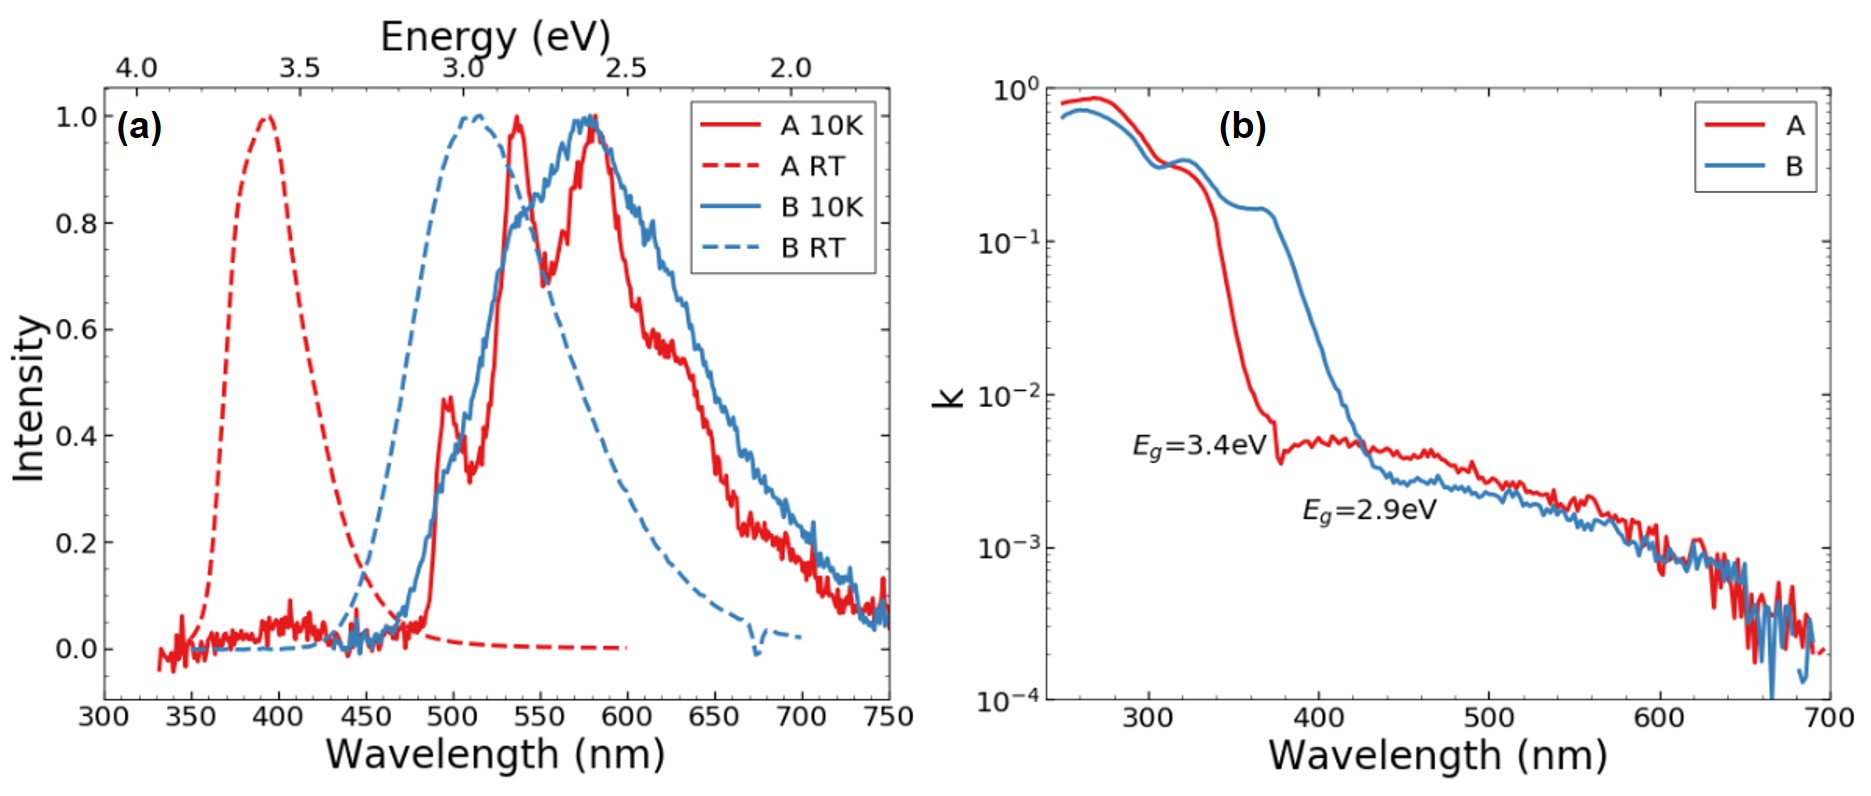 Energy (eV)
4.0 3.5 3.0 2.5 2.0
(a)
A 10K
A RT
B 10K
B RT
1.0
0.8
0.6
0.4
0.2
0.0
Intensity
300 350 400 450 500 550 600 650 700 750
Wavelength (nm)
(b)
A
B
10⁰
10⁻¹
10⁻²
10⁻³
10⁻⁴
k
E_g=3.4eV
E_g=2.9eV
300 400 500 600 700
Wavelength (nm)